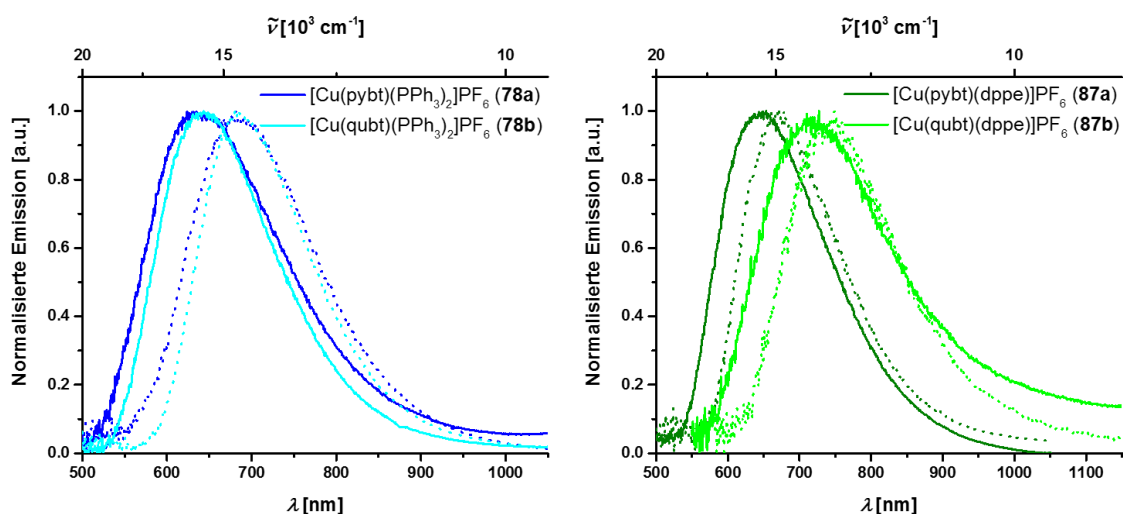 ν̃ [10³ cm⁻¹]
20 15 10
[Cu(pybt)(PPh₃)₂]PF₆ (78a)
[Cu(qubt)(PPh₃)₂]PF₆ (78b)
1.0
0.8
0.6
0.4
0.2
0.0
Normalisierte Emission [a.u.]
500 600 700 800 900 1000
λ [nm]
ν̃ [10³ cm⁻¹]
20 15 10
[Cu(pybt)(dppe)]PF₆ (87a)
[Cu(qubt)(dppe)]PF₆ (87b)
1.0
0.8
0.6
0.4
0.2
0.0
Normalisierte Emission [a.u.]
500 600 700 800 900 1000 1100
λ [nm]